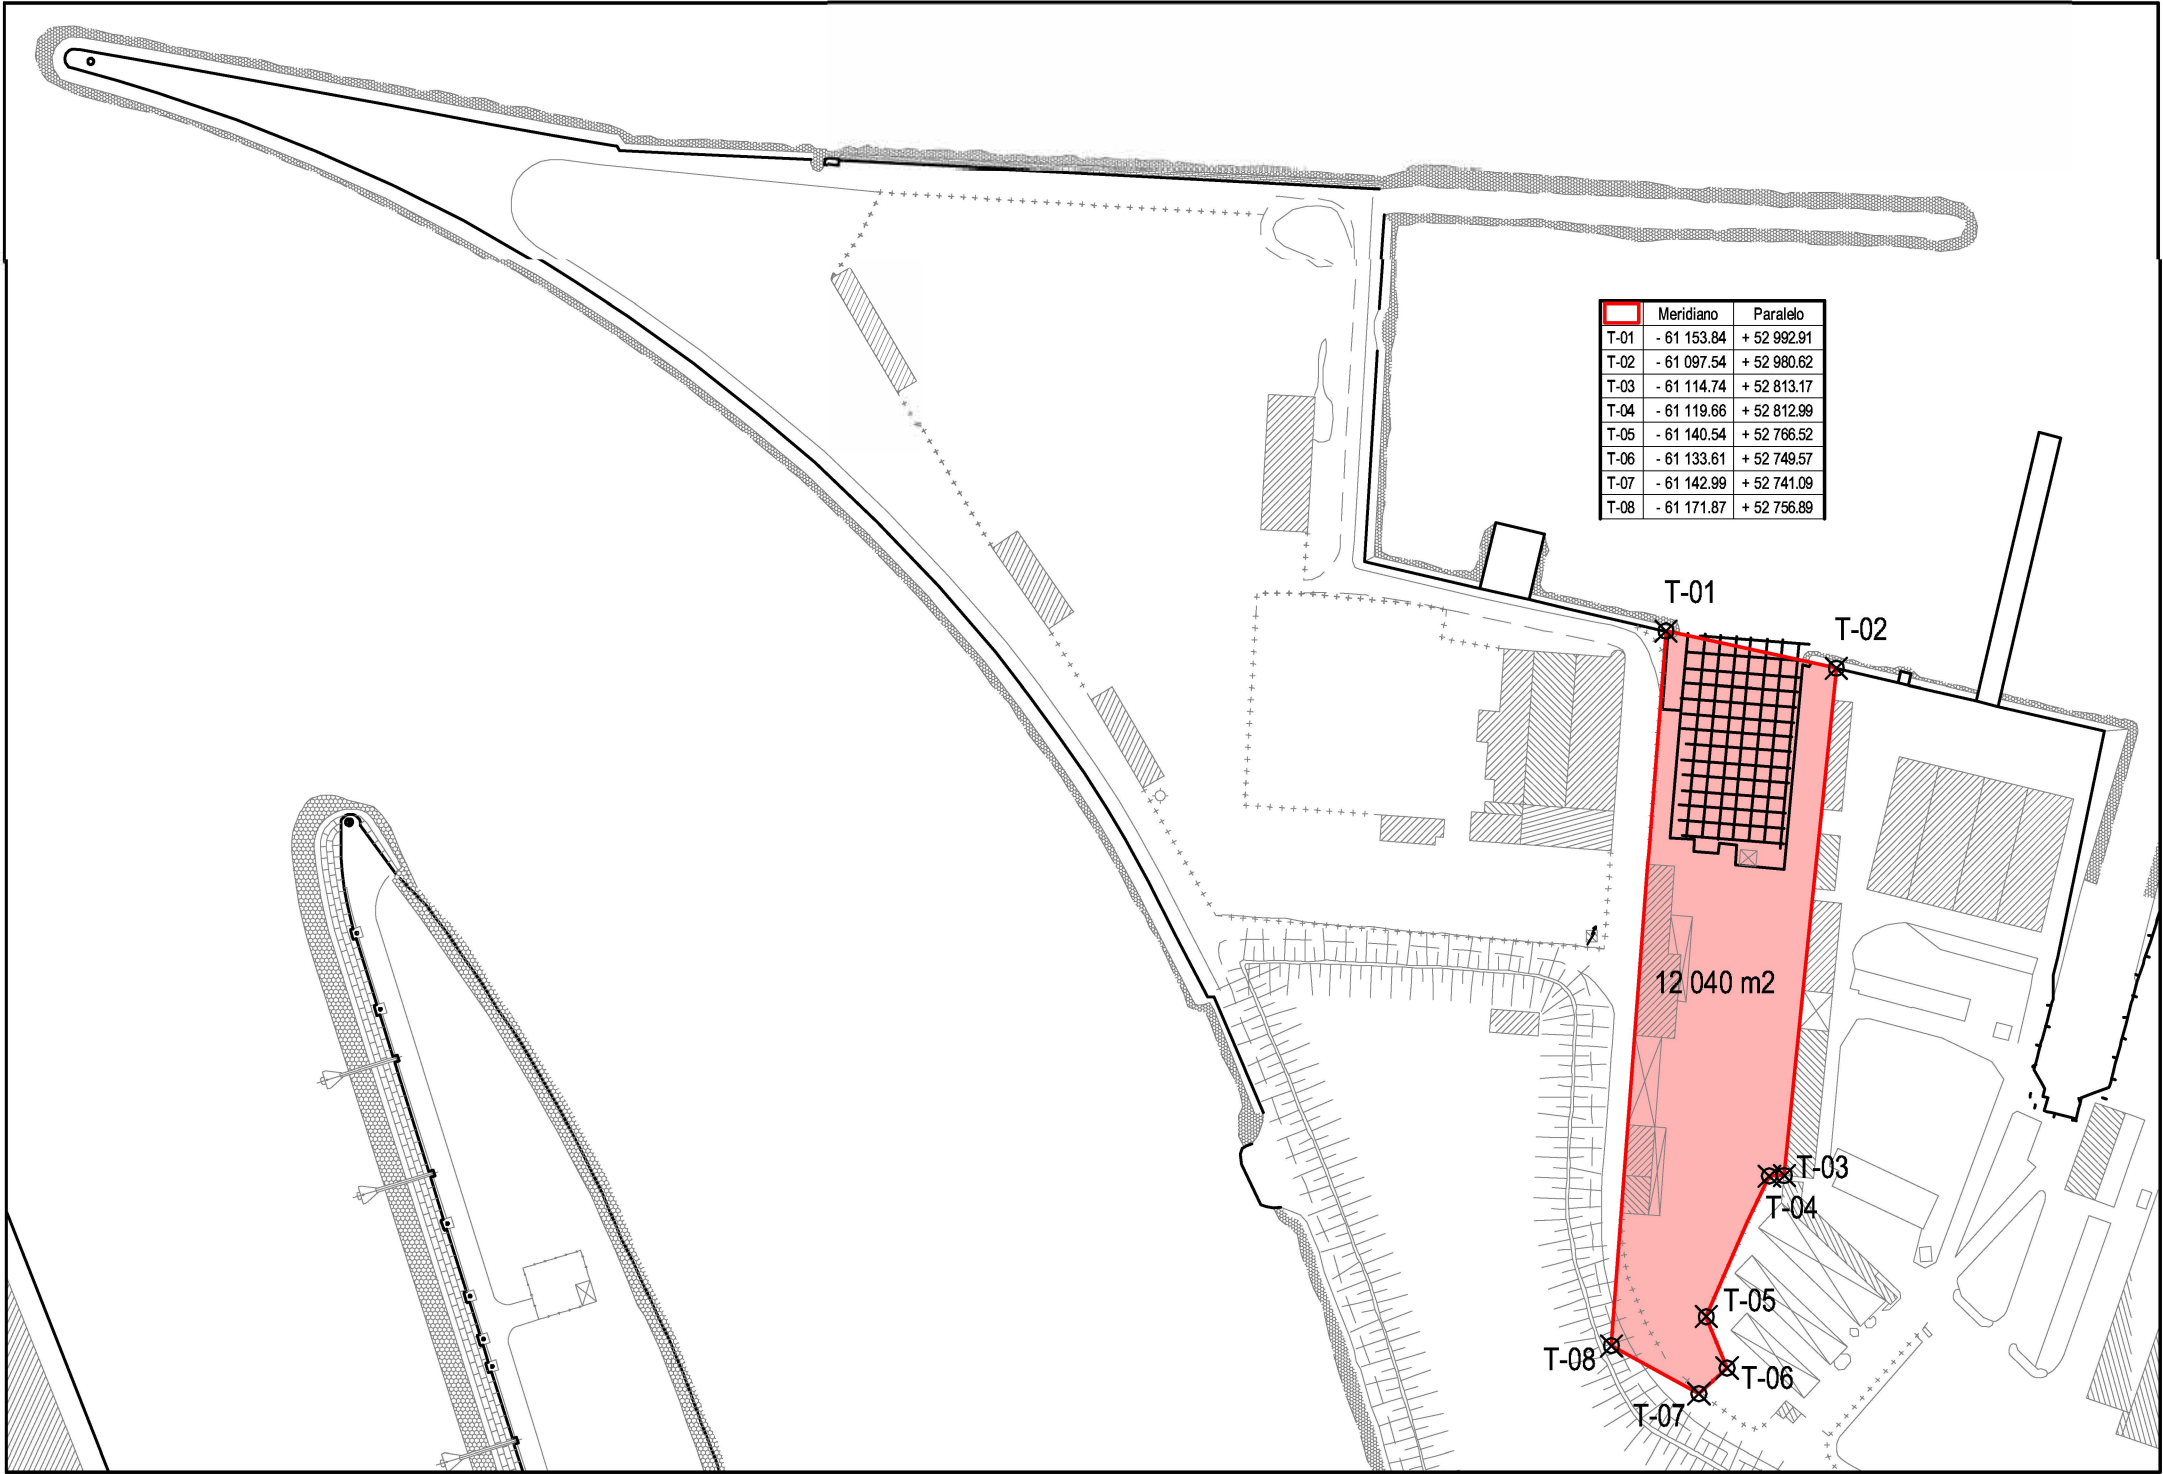 Meridiano Paralelo
T-01 - 61 153.84 + 52 992.91
T-02 - 61 097.54 + 52 980.62
T-03 - 61 114.74 + 52 813.17
T-04 - 61 119.66 + 52 812.99
T-05 - 61 140.54 + 52 766.52
T-06 - 61 133.61 + 52 749.57
T-07 - 61 142.99 + 52 741.09
T-08 - 61 171.87 + 52 756.89
T-01
T-02
12 040 m2
T-03
T-04
T-05
T-08
T-06
T-07